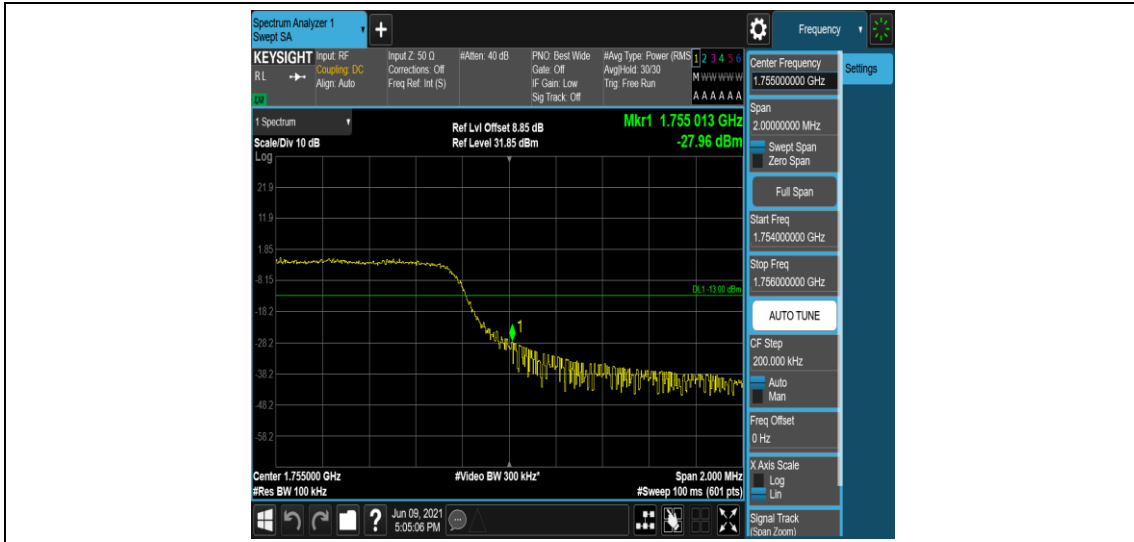 Spectrum Analyzer 1
Swept SA
Frequency
KEYSIGHT
RL
Input: RF
Coupling: DC
Align: Auto
Input Z: 50 Ω
Corrections: Off
Freq Ref: Int (S)
#Atten: 40 dB
PNO: Best Wide
Gate: Off
IF Gain: Low
Sig Track: Off
#Avg Type: Power (RMS
Avg|Hold: 30/30
Trig: Free Run
1 2 3 4 5 6
M W W W W W
A A A A A A
1 Spectrum
Scale/Div 10 dB
Log
Ref Lvl Offset 8.85 dB
Ref Level 31.85 dBm
Mkr1 1.755 013 GHz
-27.96 dBm
21.9
11.9
1.85
-8.15
-18.2
-28.2
-38.2
-48.2
-58.2
DL1 -13.00 dBm
1
Center 1.755000 GHz
#Res BW 100 kHz
#Video BW 300 kHz*
Span 2.000 MHz
#Sweep 100 ms (601 pts)
Center Frequency
1.755000000 GHz
Settings
Span
2.00000000 MHz
Swept Span
Zero Span
Full Span
Start Freq
1.754000000 GHz
Stop Freq
1.756000000 GHz
AUTO TUNE
CF Step
200.000 kHz
Auto
Man
Freq Offset
0 Hz
X Axis Scale
Log
Lin
Signal Track
(Span Zoom)
?
Jun 09, 2021
5:05:06 PM